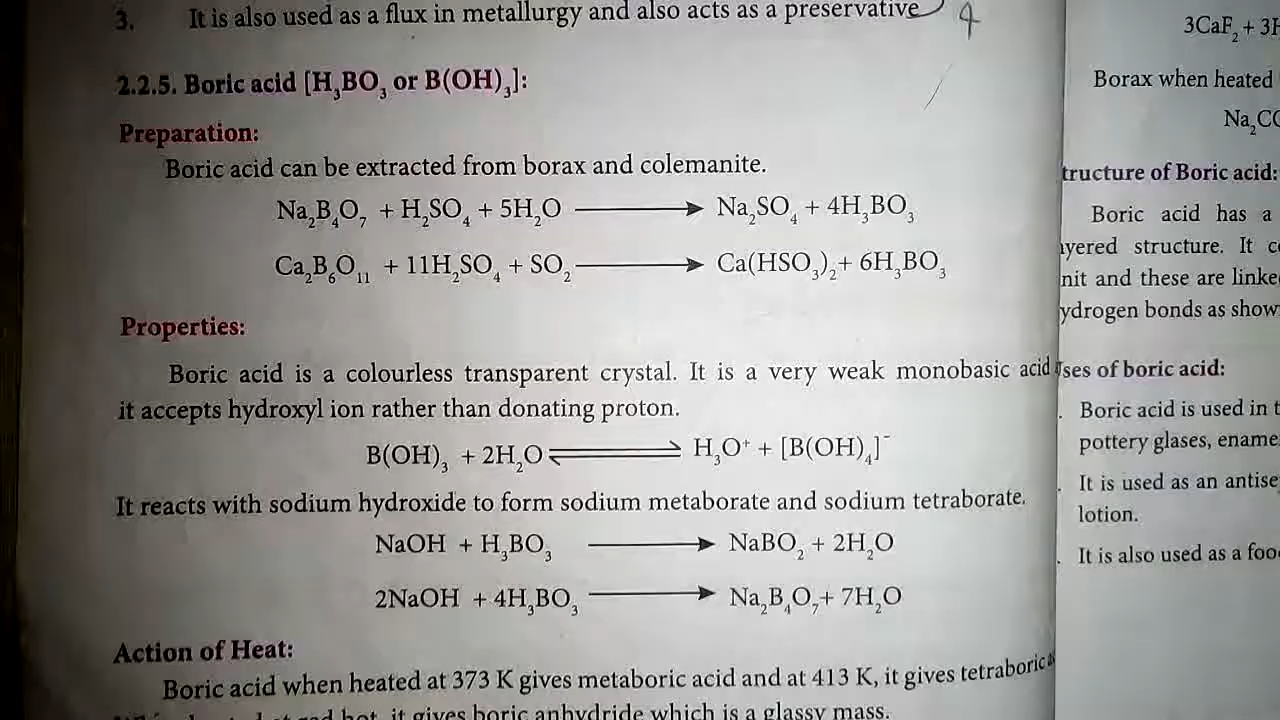 3. It is also used as a flux in metallurgy and also acts as a preservative 4
2.2.5. Boric acid [H₃BO₃ or B(OH)₃]:
Preparation:
Boric acid can be extracted from borax and colemanite.
Na₂B₄O₇ + H₂SO₄ + 5H₂O ⟶ Na₂SO₄ + 4H₃BO₃
Ca₂B₆O₁₁ + 11H₂SO₄ + SO₂ ⟶ Ca(HSO₃)₂ + 6H₃BO₃
Properties:
Boric acid is a colourless transparent crystal. It is a very weak monobasic acid
it accepts hydroxyl ion rather than donating proton.
B(OH)₃ + 2H₂O ⇌ H₃O⁺ + [B(OH)₄]⁻
It reacts with sodium hydroxide to form sodium metaborate and sodium tetraborate.
NaOH + H₃BO₃ ⟶ NaBO₂ + 2H₂O
2NaOH + 4H₃BO₃ ⟶ Na₂B₄O₇ + 7H₂O
Action of Heat:
Boric acid when heated at 373 K gives metaboric acid and at 413 K, it gives tetraboric
hot, it gives boric anhydride which is a glassy mass.
3CaF₂ + 3H
Borax when heated
Na₂CO
tructure of Boric acid:
Boric acid has a
yered structure. It c
nit and these are linke
ydrogen bonds as show
ses of boric acid:
Boric acid is used in t
pottery glases, ename
It is used as an antise
lotion.
It is also used as a foo